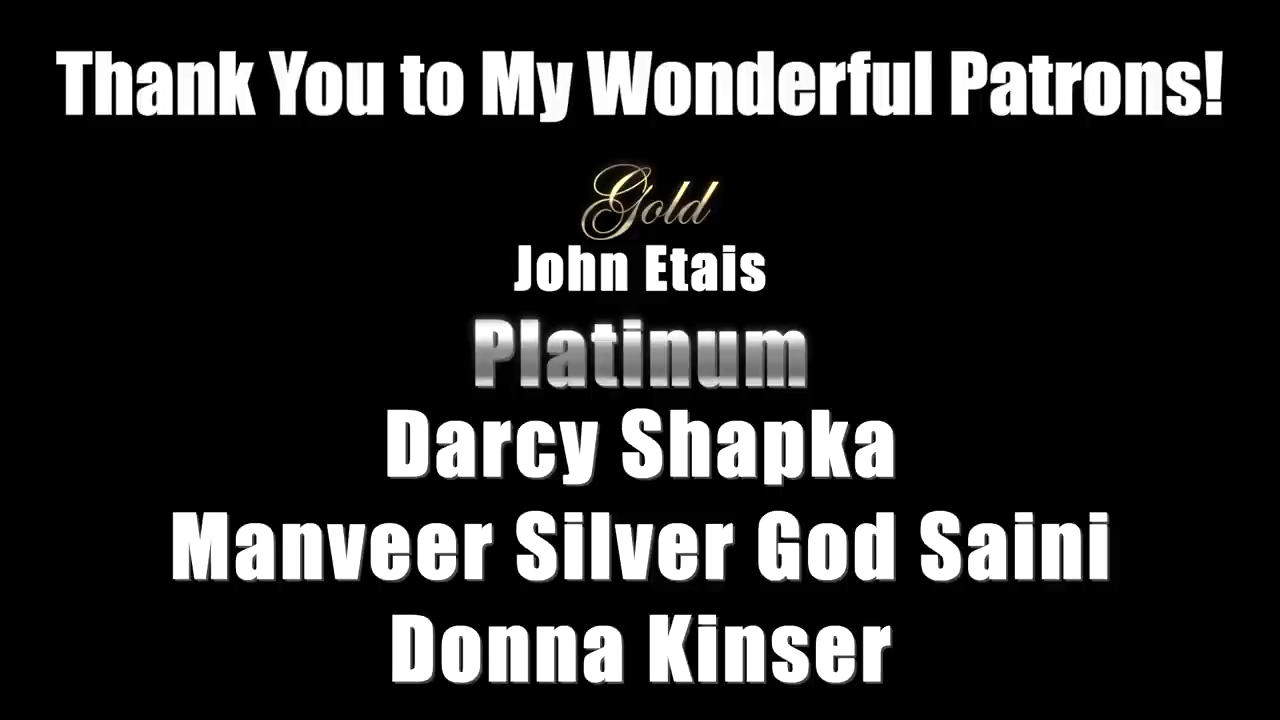 Thank You to My Wonderful Patrons!
Gold
John Etais
Platinum
Darcy Shapka
Manveer Silver God Saini
Donna Kinser